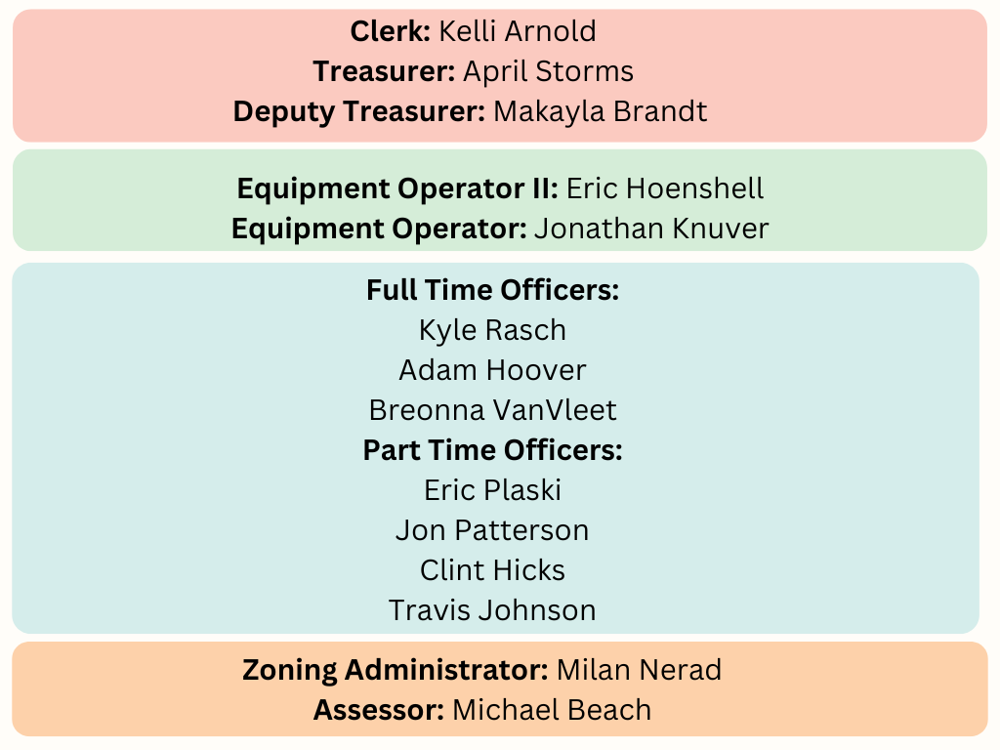 Clerk: Kelli Arnold
Treasurer: April Storms
Deputy Treasurer: Makayla Brandt
Equipment Operator II: Eric Hoenshell
Equipment Operator: Jonathan Knuver
Full Time Officers:
Kyle Rasch
Adam Hoover
Breonna VanVleet
Part Time Officers:
Eric Plaski
Jon Patterson
Clint Hicks
Travis Johnson
Zoning Administrator: Milan Nerad
Assessor: Michael Beach